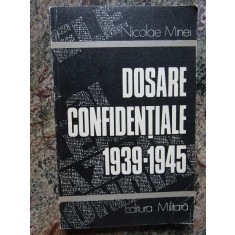 Nicolae Minei
DOSARE
CONFIDENȚIALE
1939-1945
Editura Militară